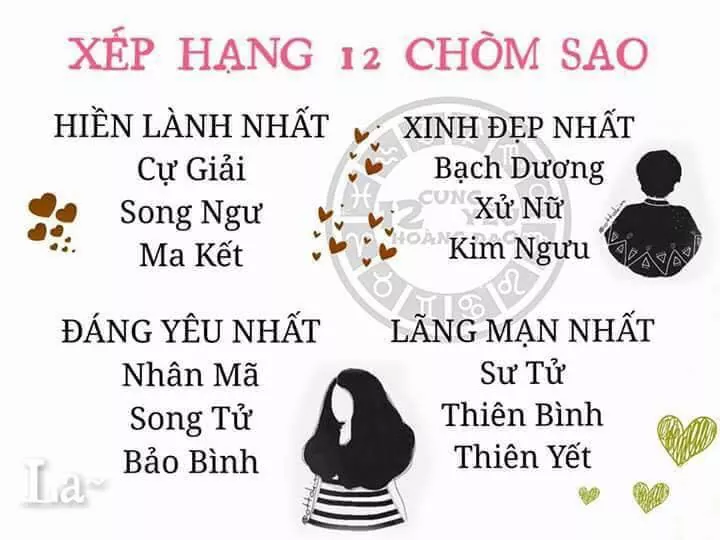 XẾP HẠNG 12 CHÒM SAO
HIỀN LÀNH NHẤT
Cự Giải
Song Ngư
Ma Kết
XINH ĐẸP NHẤT
Bạch Dương
Xử Nữ
Kim Ngưu
12 CUNG
HOÀNG ĐẠO
ĐÁNG YÊU NHẤT
Nhân Mã
Song Tử
Bảo Bình
LÃNG MẠN NHẤT
Sư Tử
Thiên Bình
Thiên Yết
La~